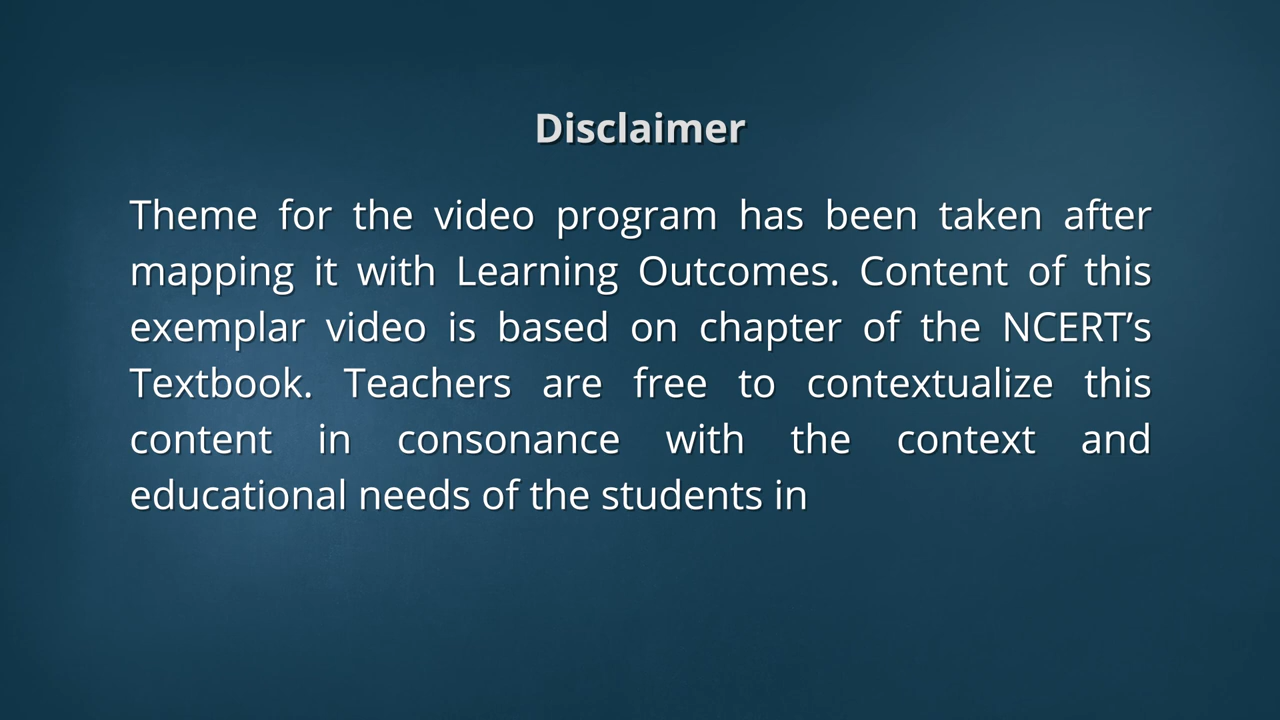 Disclaimer
Theme for the video program has been taken after
mapping it with Learning Outcomes. Content of this
exemplar video is based on chapter of the NCERT’s
Textbook. Teachers are free to contextualize this
content in consonance with the context and
educational needs of the students in